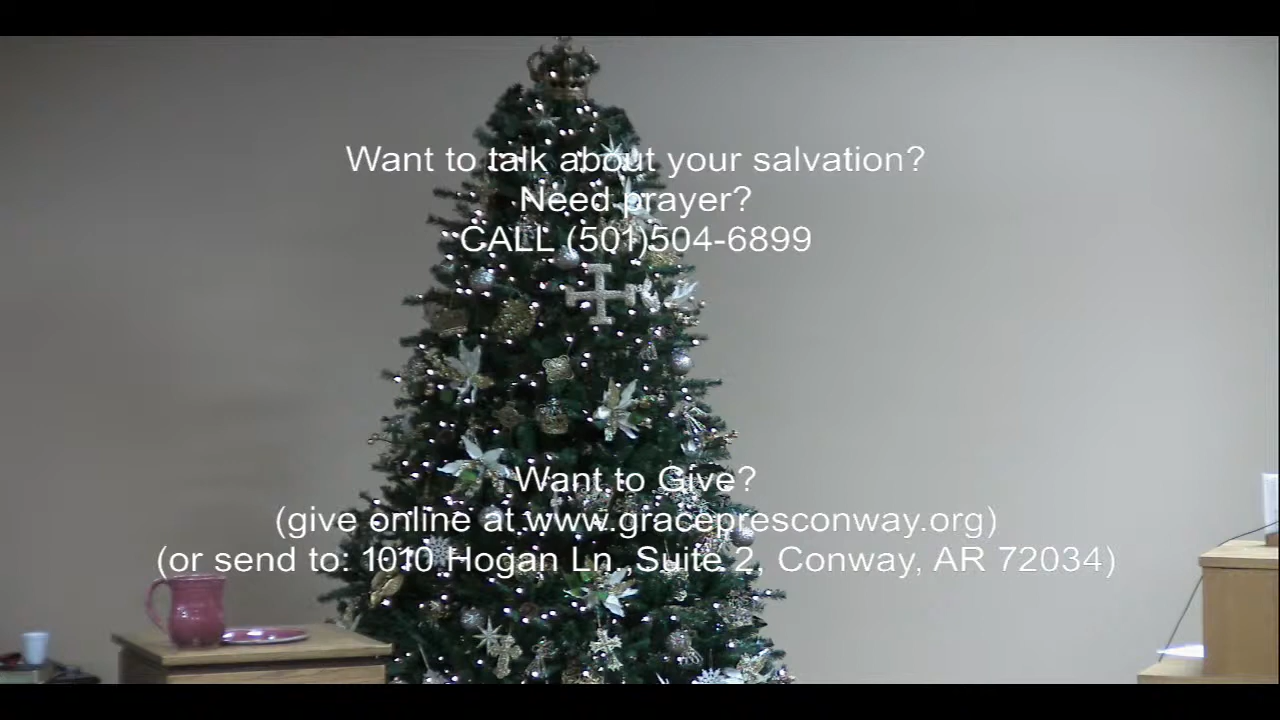 Want to talk about your salvation?
Need prayer?
CALL (501)504-6899
Want to Give?
(give online at www.gracepresconway.org)
(or send to: 1010 Hogan Ln. Suite 2, Conway, AR 72034)